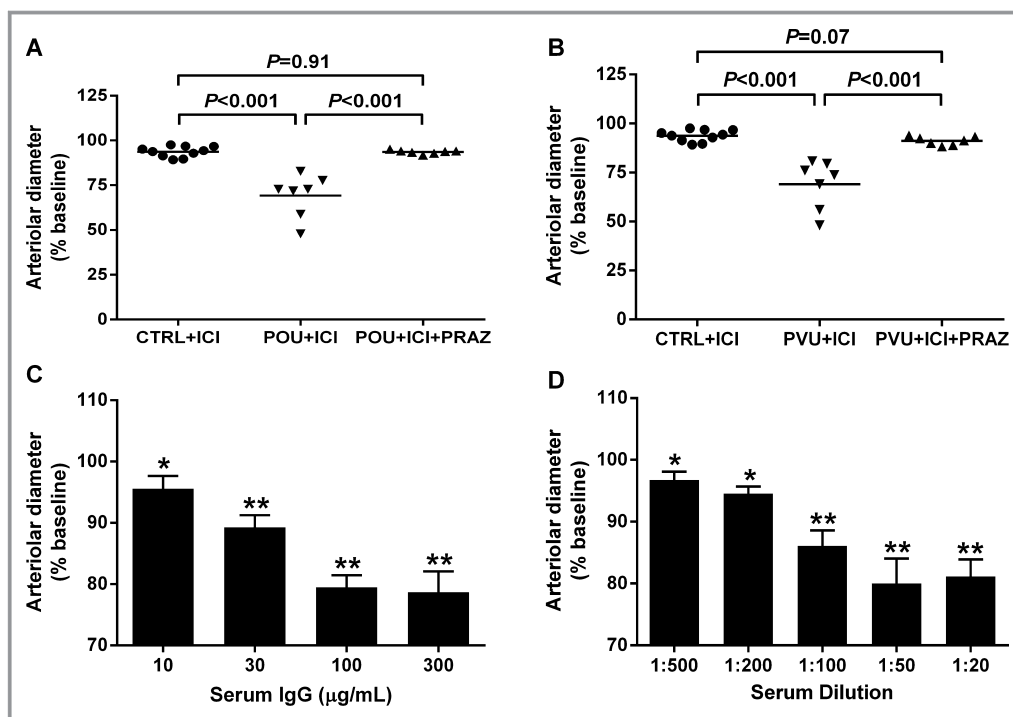 A
P=0.91
P<0.001 P<0.001
Arteriolar diameter
(% baseline)
125
100
75
50
25
0
CTRL+ICI POU+ICI POU+ICI+PRAZ
B
P=0.07
P<0.001 P<0.001
Arteriolar diameter
(% baseline)
125
100
75
50
25
0
CTRL+ICI PVU+ICI PVU+ICI+PRAZ
C
Arteriolar diameter
(% baseline)
110
100
90
80
70
* ** ** **
10 30 100 300
Serum IgG (μg/mL)
D
Arteriolar diameter
(% baseline)
110
100
90
80
70
* * ** ** **
1:500 1:200 1:100 1:50 1:20
Serum Dilution